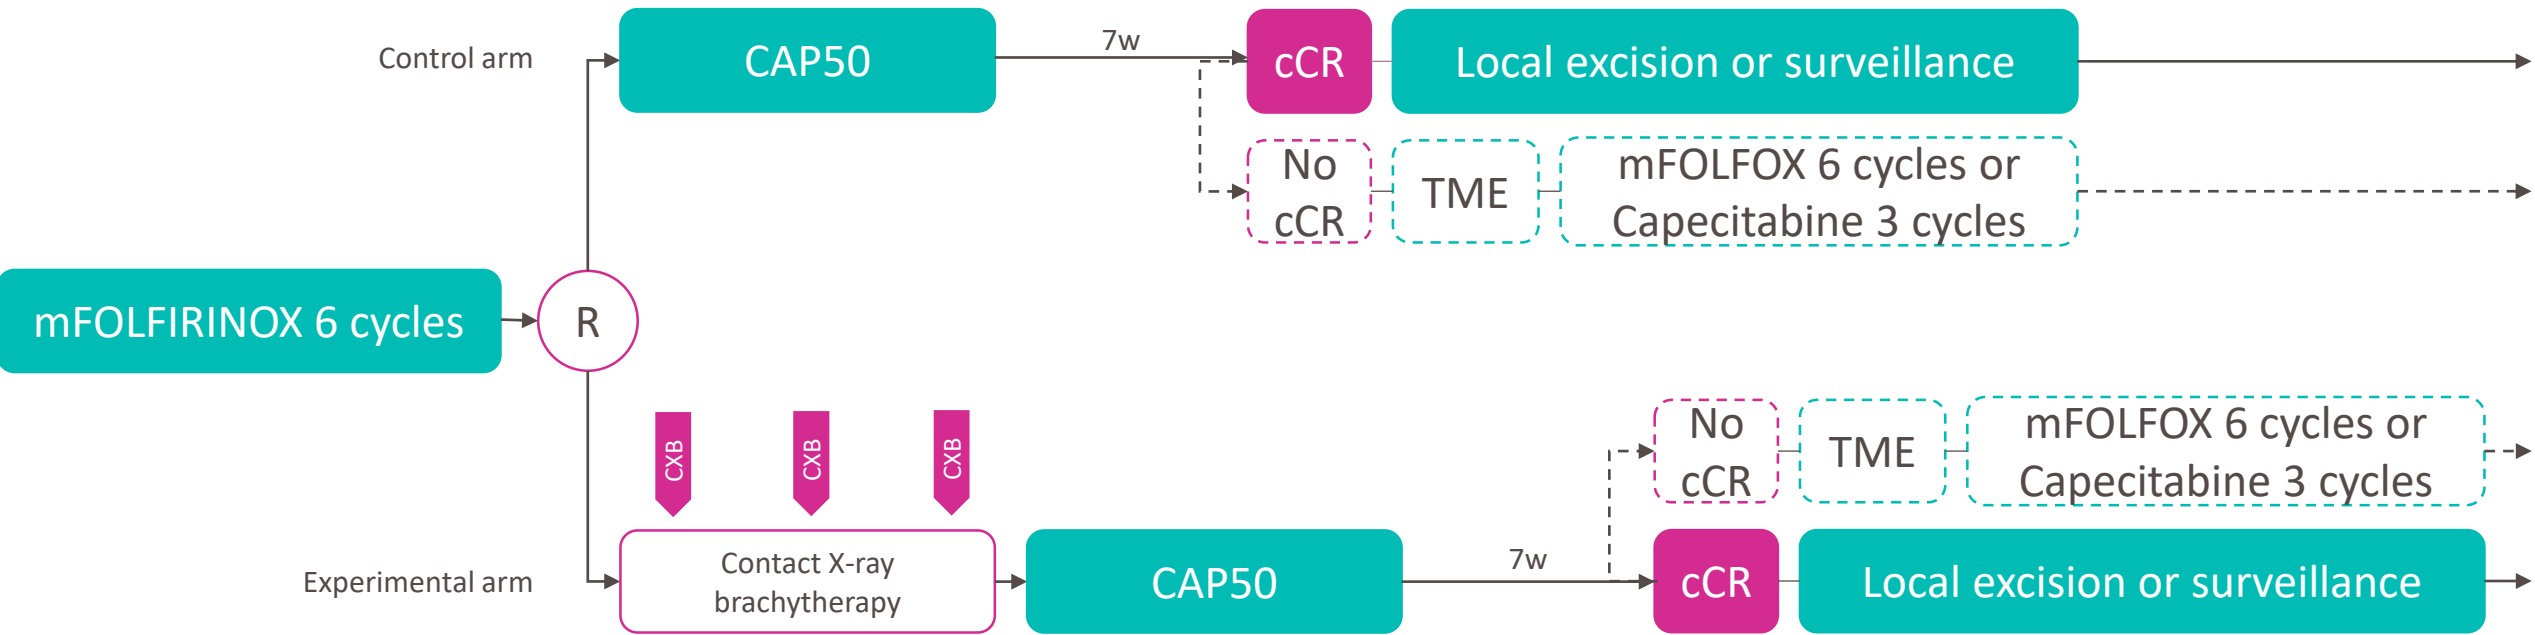 Control arm
CAP50
7w
cCR
Local excision or surveillance
No
cCR
TME
mFOLFOX 6 cycles or
Capecitabine 3 cycles
mFOLFIRINOX 6 cycles
R
CXB
CXB
CXB
No
cCR
TME
mFOLFOX 6 cycles or
Capecitabine 3 cycles
Experimental arm
Contact X-ray
brachytherapy
CAP50
7w
cCR
Local excision or surveillance